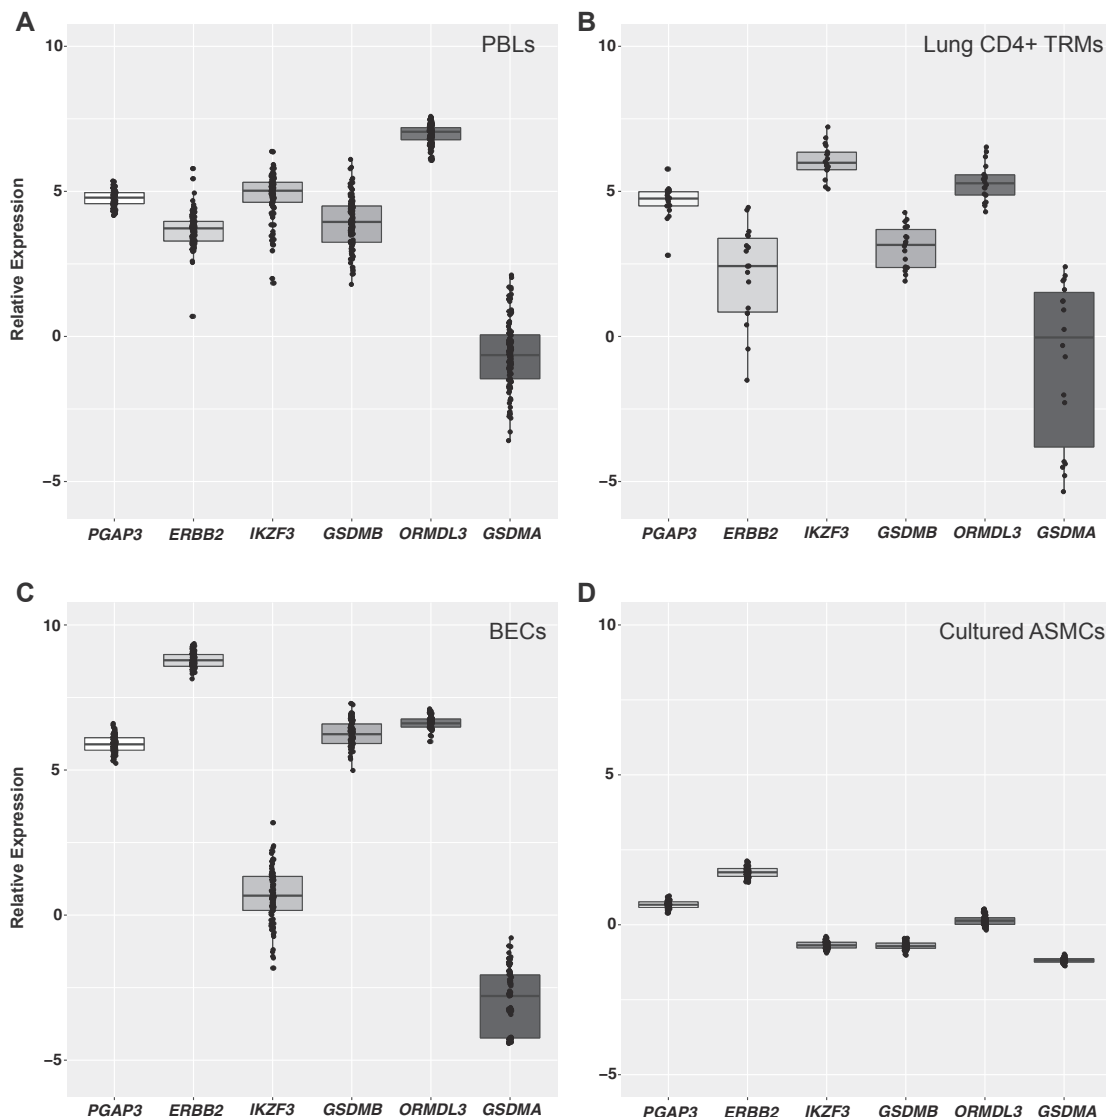 A
PBLs
Relative Expression
10
5
0
−5
PGAP3 ERBB2 IKZF3 GSDMB ORMDL3 GSDMA
B
Lung CD4+ TRMs
10
5
0
−5
PGAP3 ERBB2 IKZF3 GSDMB ORMDL3 GSDMA
C
BECs
Relative Expression
10
5
0
−5
PGAP3 ERBB2 IKZF3 GSDMB ORMDL3 GSDMA
D
Cultured ASMCs
10
5
0
−5
PGAP3 ERBB2 IKZF3 GSDMB ORMDL3 GSDMA